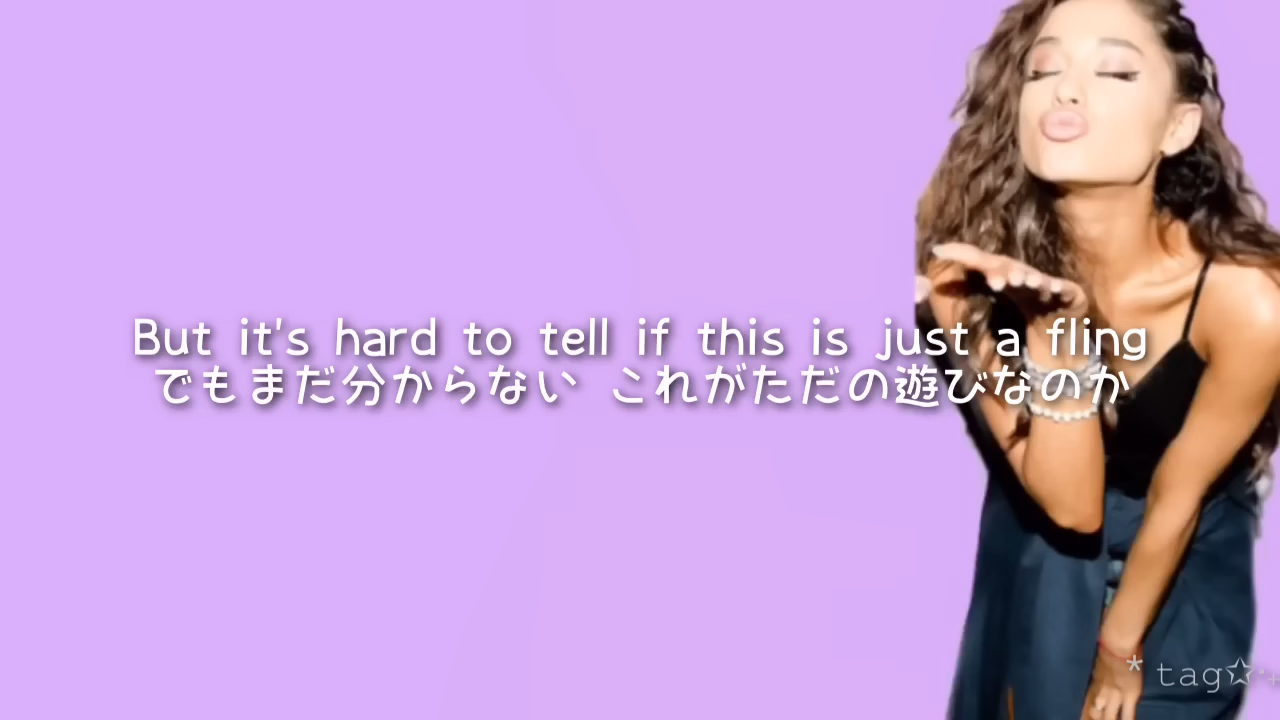 But it's hard to tell if this is just a fling
でもまだ分からない これがただの遊びなのか
* tag☆·+